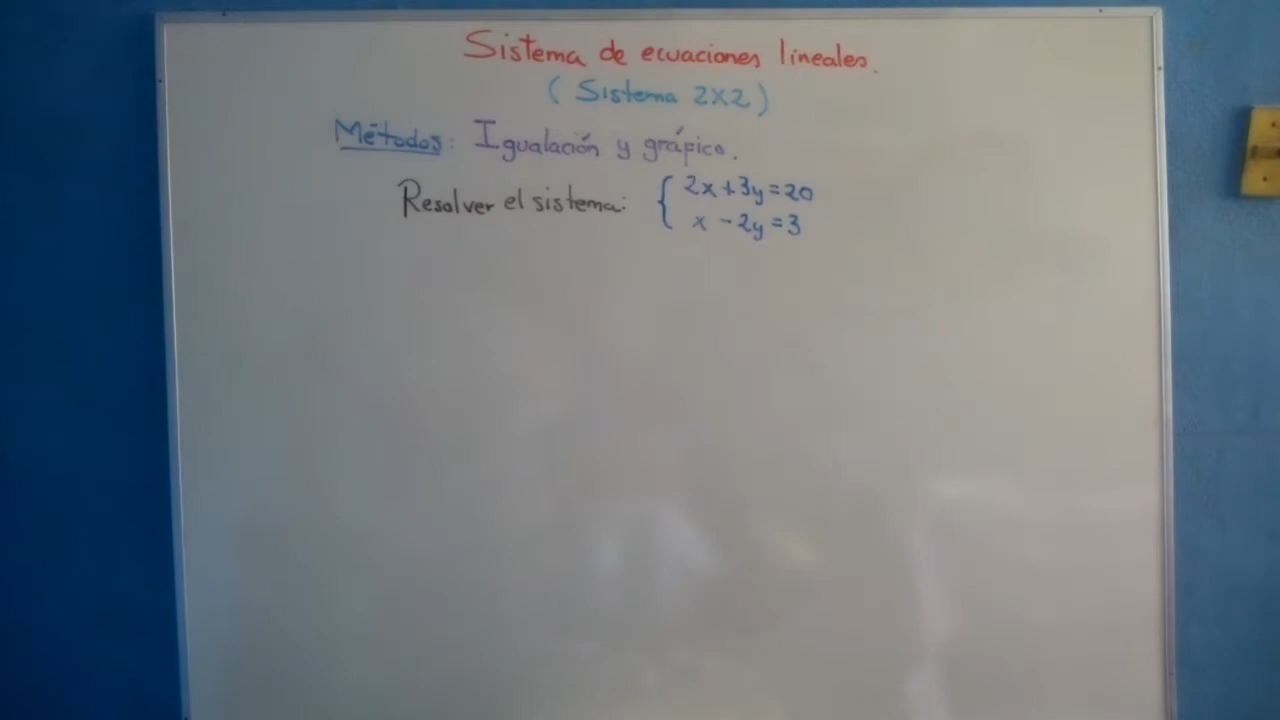 Sistema de ecuaciones lineales.
(Sistema 2x2)
Métodos: Igualación y gráfico.
Resolver el sistema: { 2x+3y=20
x-2y=3